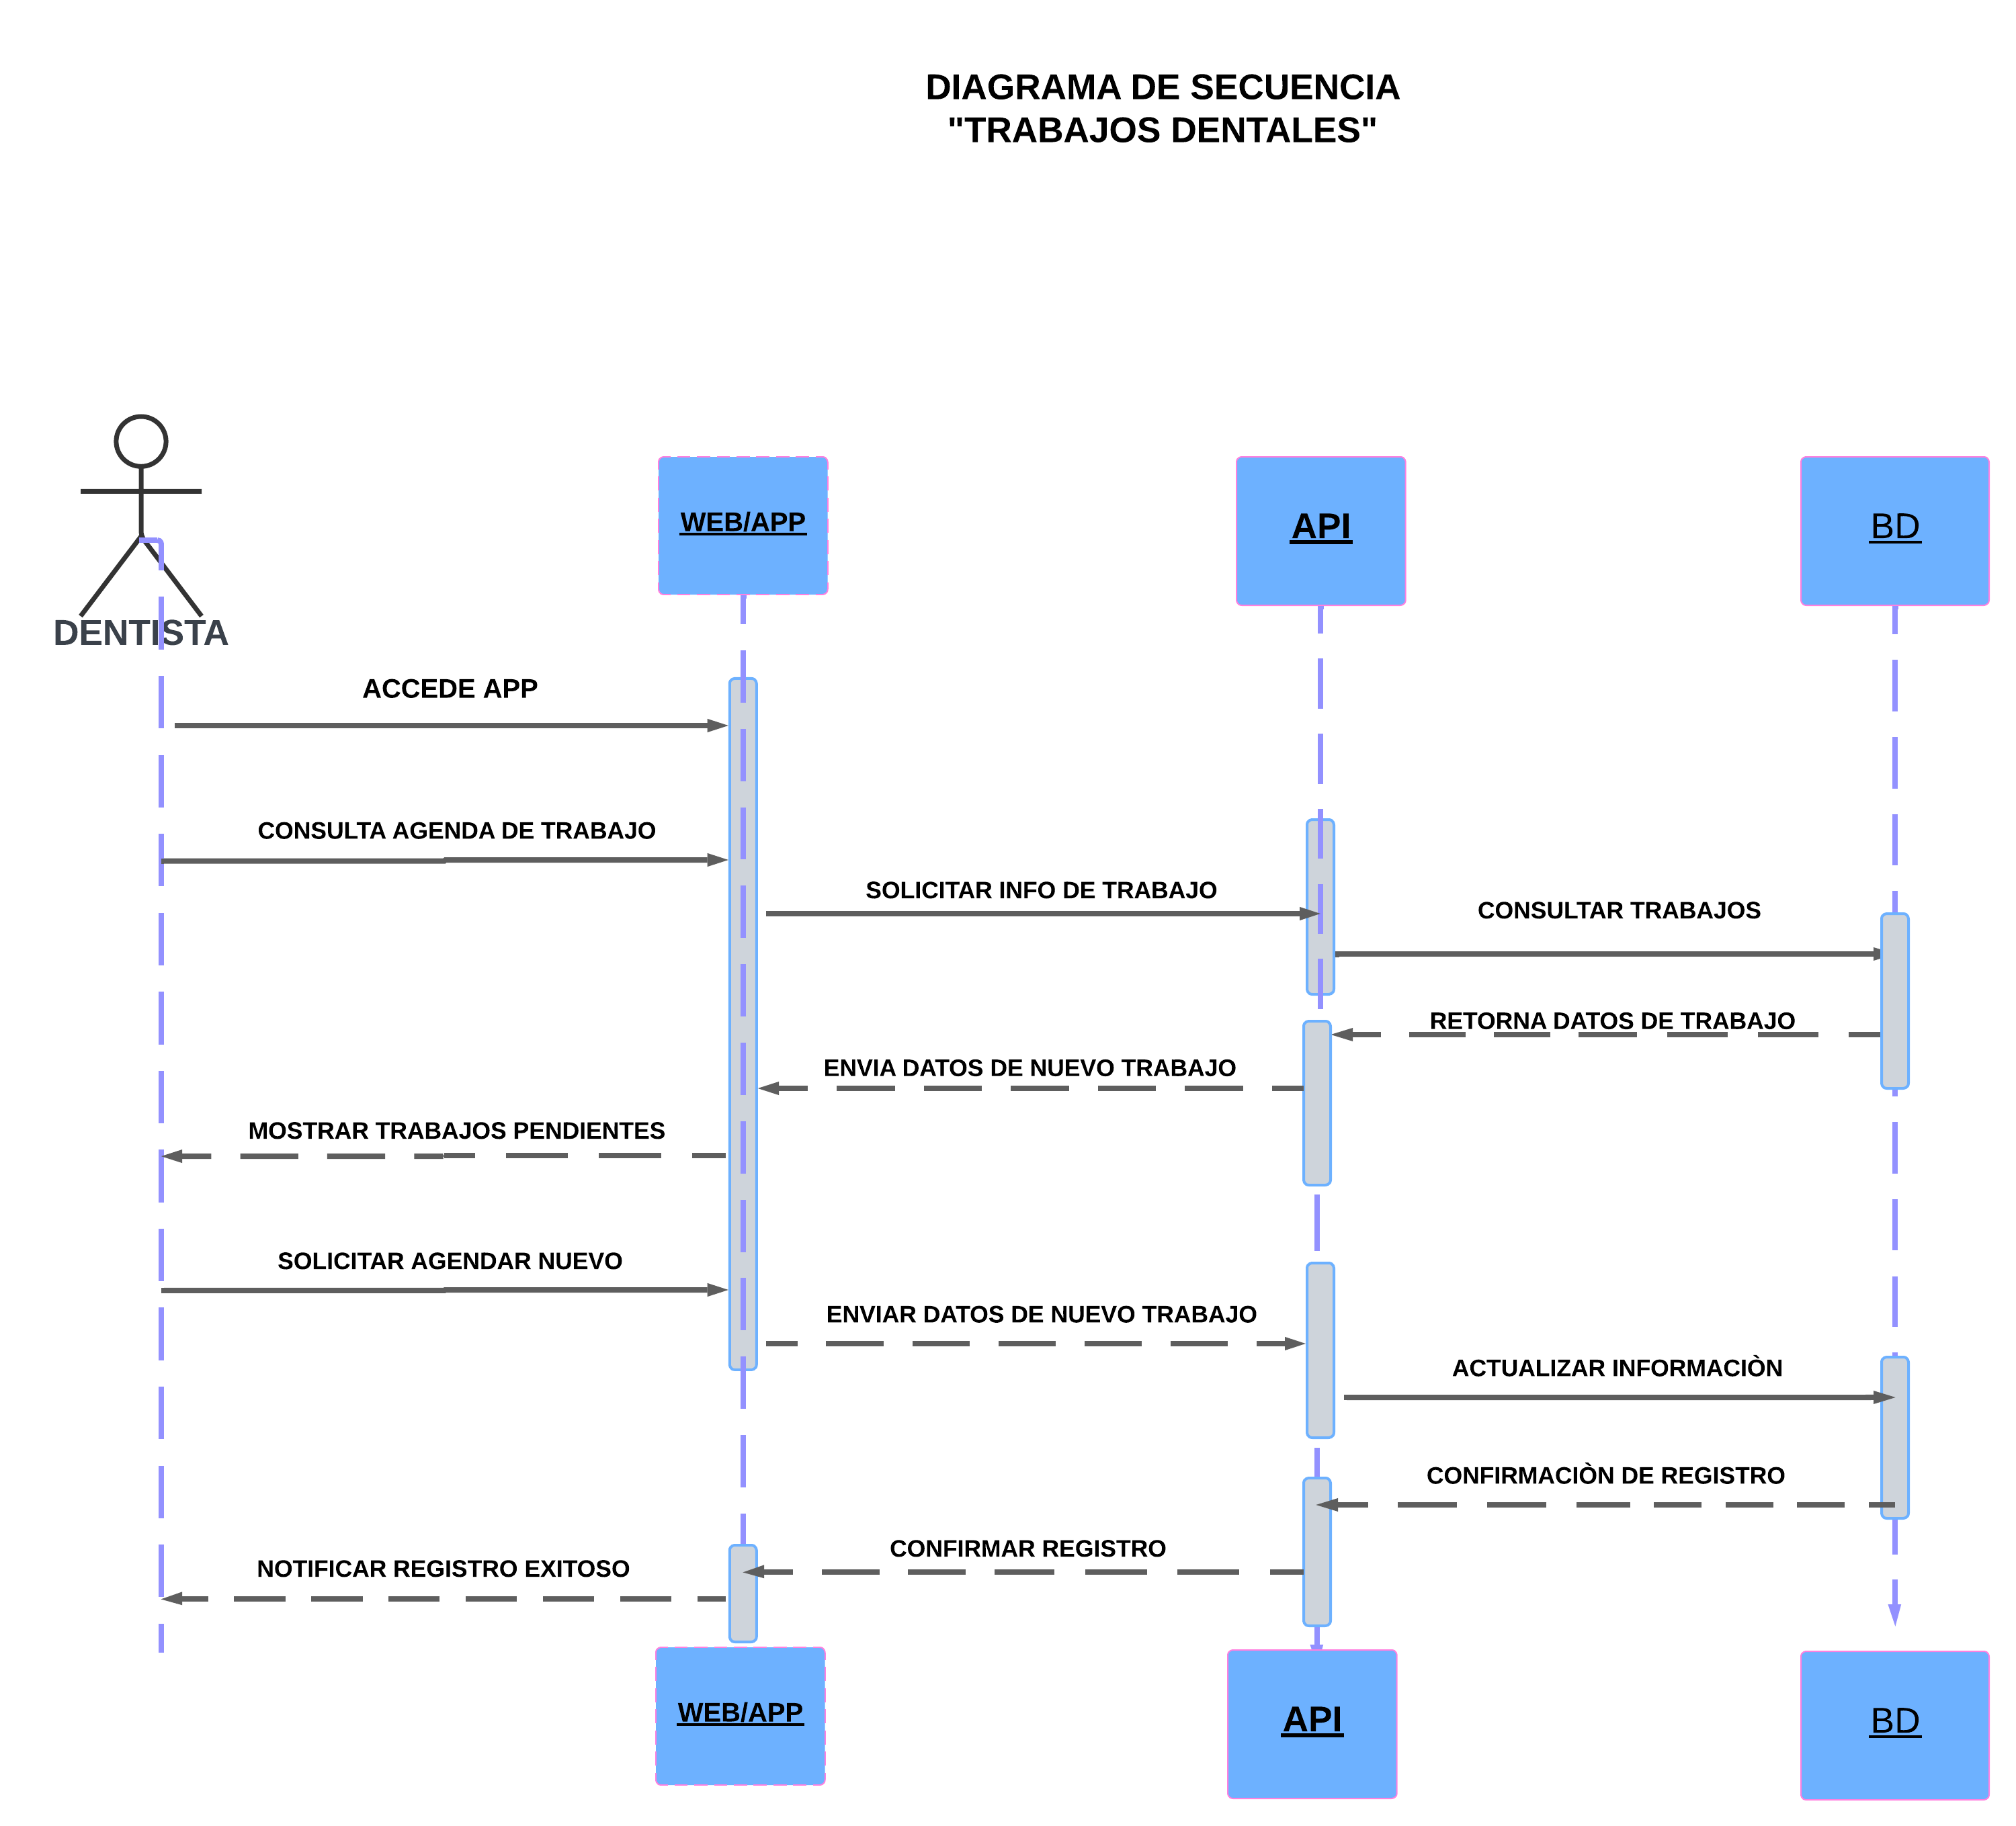 DIAGRAMA DE SECUENCIA
"TRABAJOS DENTALES"
WEB/APP
API
BD
DENTISTA
ACCEDE APP
CONSULTA AGENDA DE TRABAJO
SOLICITAR INFO DE TRABAJO
CONSULTAR TRABAJOS
RETORNA DATOS DE TRABAJO
ENVIA DATOS DE NUEVO TRABAJO
MOSTRAR TRABAJOS PENDIENTES
SOLICITAR AGENDAR NUEVO
ENVIAR DATOS DE NUEVO TRABAJO
ACTUALIZAR INFORMACIÒN
CONFIRMACIÒN DE REGISTRO
CONFIRMAR REGISTRO
NOTIFICAR REGISTRO EXITOSO
WEB/APP
API
BD